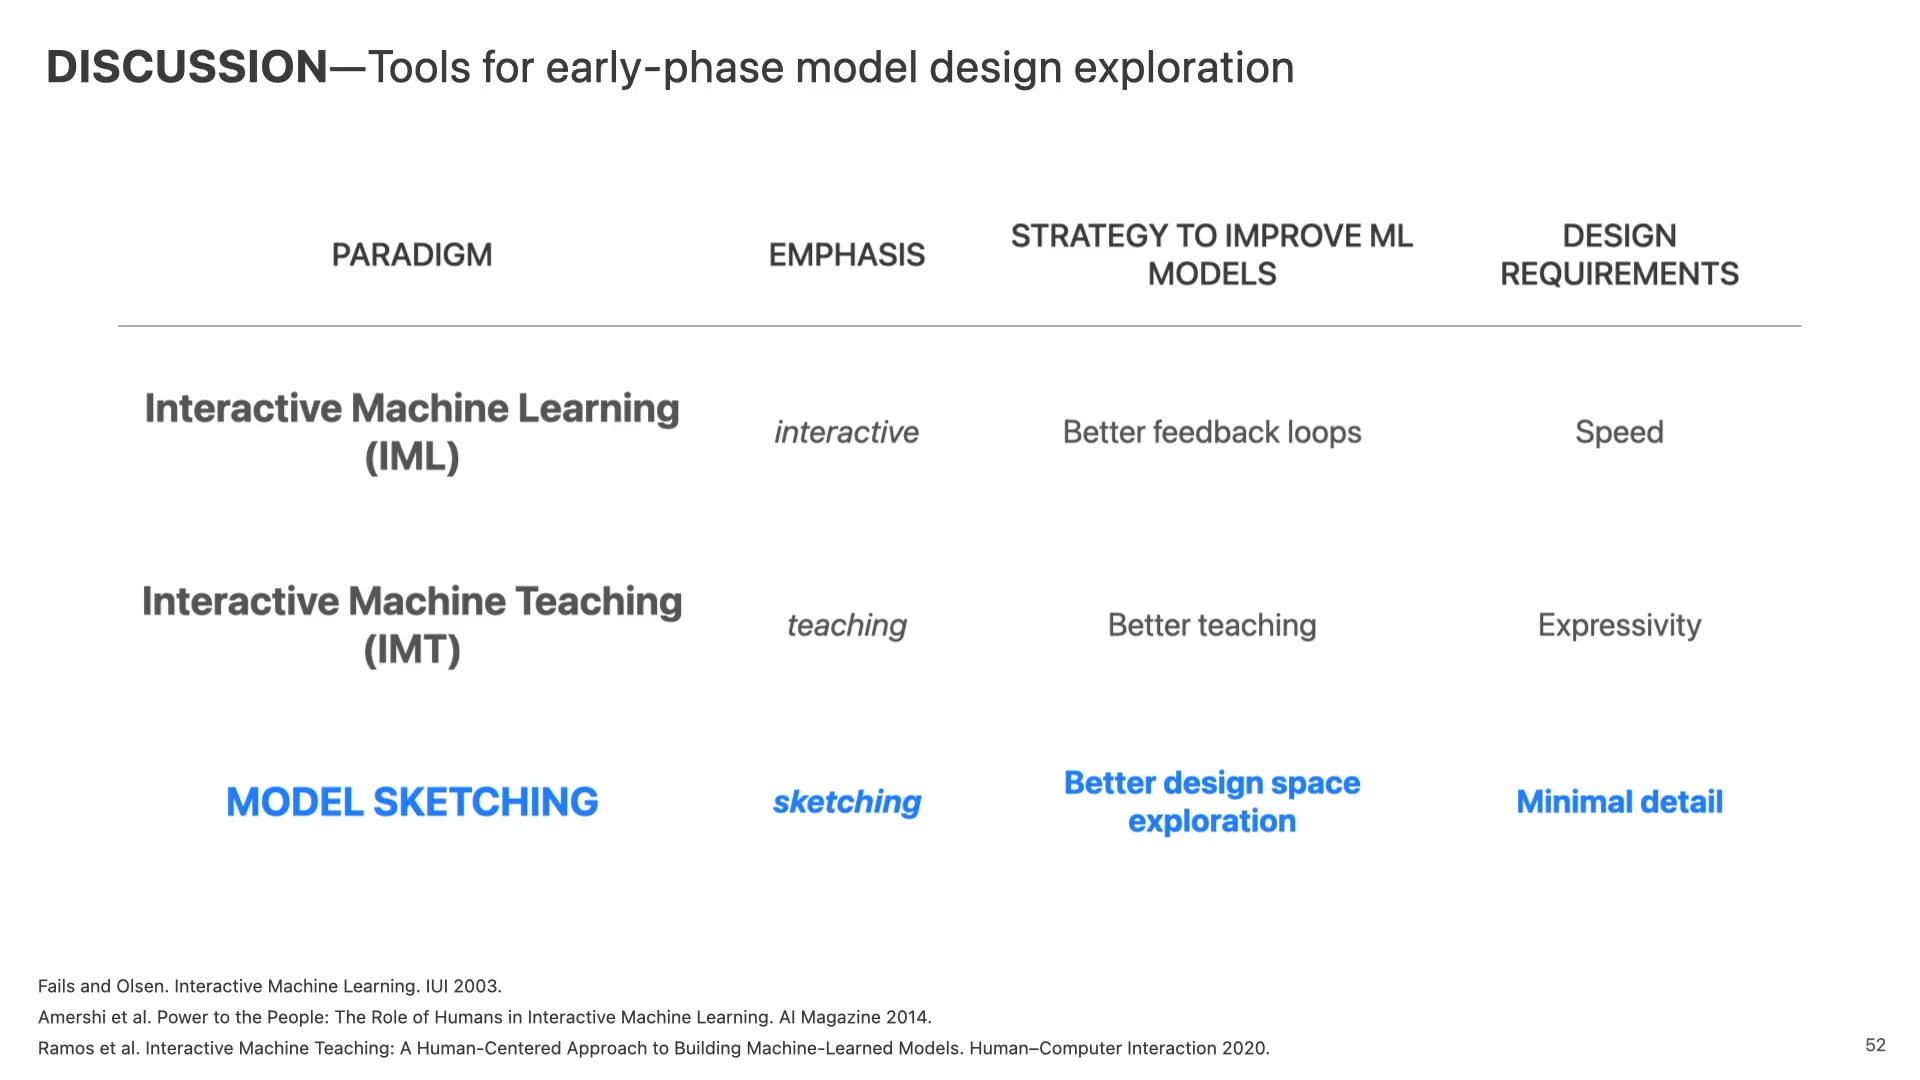 DISCUSSION—Tools for early-phase model design exploration
PARADIGM
EMPHASIS
STRATEGY TO IMPROVE ML
MODELS
DESIGN
REQUIREMENTS
Interactive Machine Learning
(IML)
interactive
Better feedback loops
Speed
Interactive Machine Teaching
(IMT)
teaching
Better teaching
Expressivity
MODEL SKETCHING
sketching
Better design space
exploration
Minimal detail
Fails and Olsen. Interactive Machine Learning. IUI 2003.
Amershi et al. Power to the People: The Role of Humans in Interactive Machine Learning. AI Magazine 2014.
Ramos et al. Interactive Machine Teaching: A Human-Centered Approach to Building Machine-Learned Models. Human–Computer Interaction 2020.
52